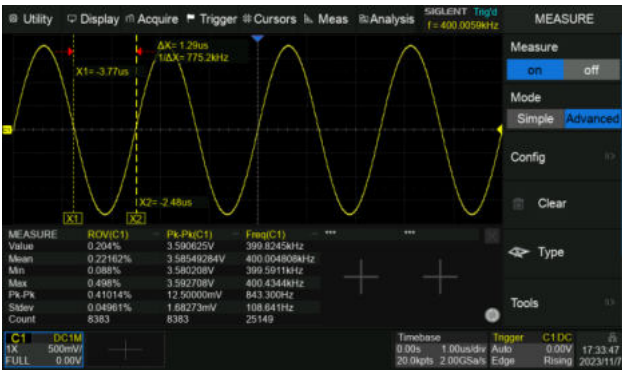 Utility Display Acquire Trigger Cursors Meas Analysis SIGLENT Trig'd MEASURE
f = 400.0059kHz
ΔX= 1.29us
1/ΔX= 775.2kHz
X1= -3.77us
X2= -2.48us
X1 X2
C1
Measure
on off
Mode
Simple Advanced
Config
Clear
Type
Tools
MEASURE ROV(C1) Pk-Pk(C1) Freq(C1) *** ***
Value 0.204% 3.590625V 399.8245kHz
Mean 0.22162% 3.58549284V 400.004808kHz
Min 0.088% 3.580208V 399.5911kHz
Max 0.498% 3.592708V 400.4344kHz
Pk-Pk 0.41014% 12.50000mV 843.300Hz
Stdev 0.04961% 1.68273mV 108.641Hz
Count 8383 8383 25149
C1 DC1M
1X 500mV/
FULL 0.00V
Timebase
0.00s 1.00us/div
20.0kpts 2.00GSa/s
Trigger C1 DC
Auto 0.00V
Edge Rising
17:33:47
2023/11/7